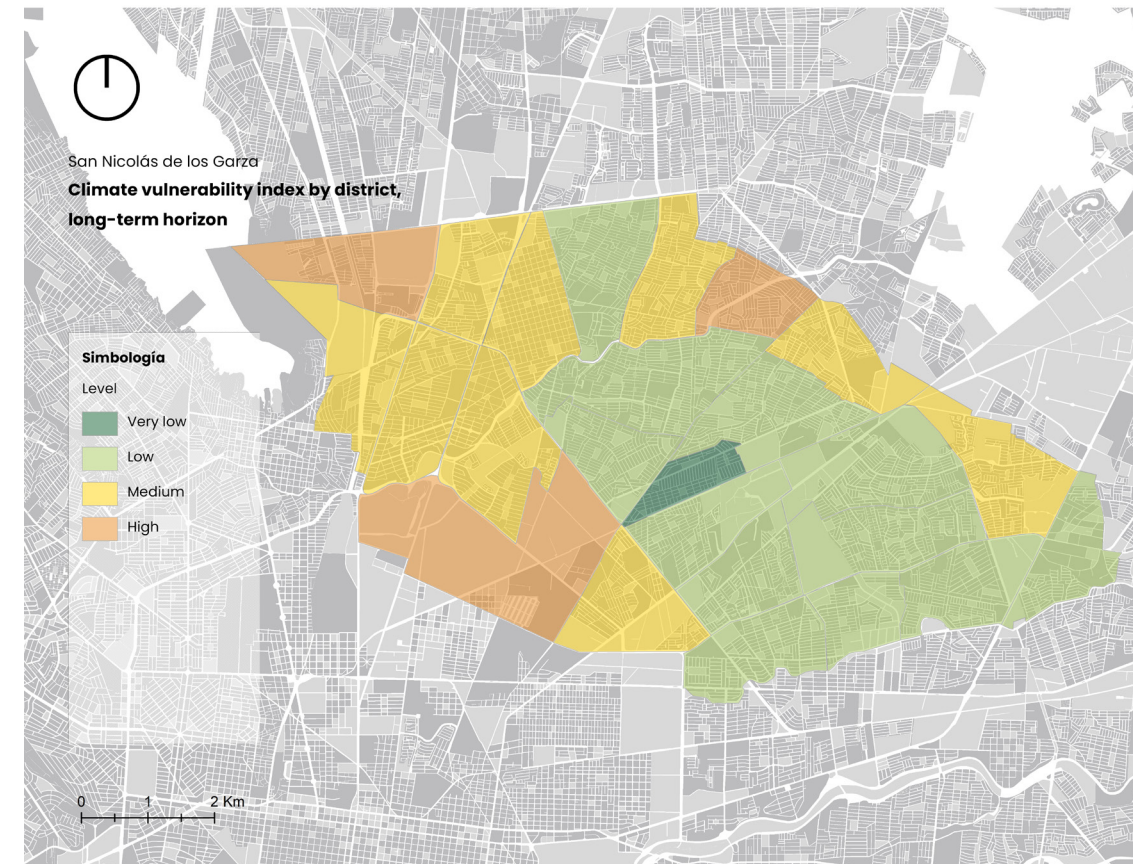 San Nicolás de los Garza
Climate vulnerability index by district,
long-term horizon
Simbología
Level
Very low
Low
Medium
High
0 1 2 Km